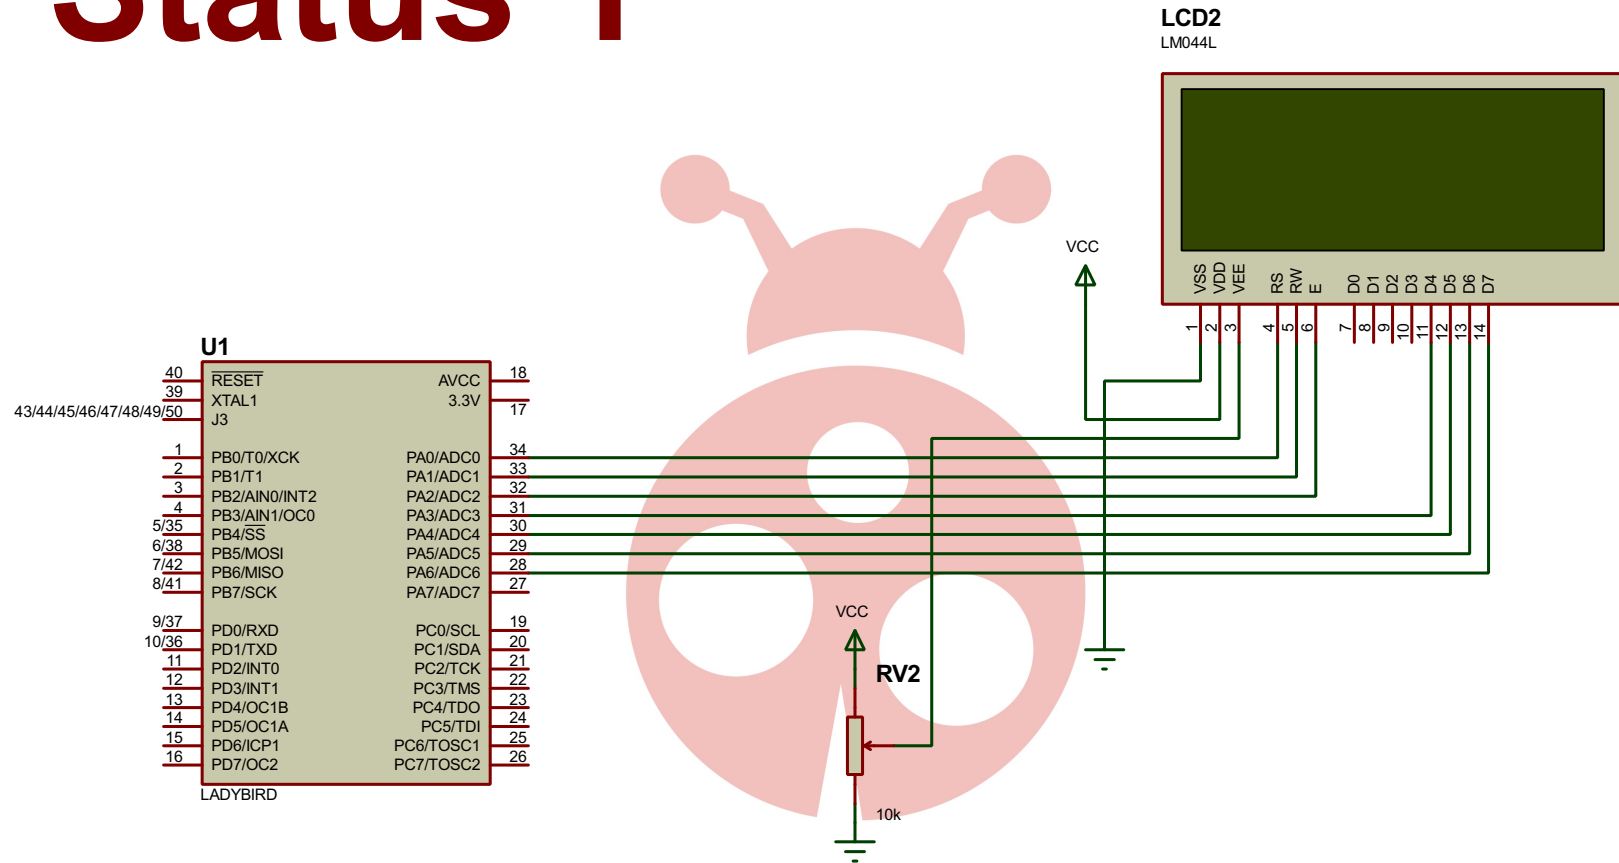 Status 1
LCD2
LM044L
VCC
VSS
VDD
VEE
RS
RW
E
D0
D1
D2
D3
D4
D5
D6
D7
1
2
3
4
5
6
7
8
9
10
11
12
13
14
U1
40 RESET AVCC 18
39 XTAL1 3.3V 17
43/44/45/46/47/48/49/50 J3
1 PB0/T0/XCK PA0/ADC0 34
2 PB1/T1 PA1/ADC1 33
3 PB2/AIN0/INT2 PA2/ADC2 32
4 PB3/AIN1/OC0 PA3/ADC3 31
5/35 PB4/SS PA4/ADC4 30
6/38 PB5/MOSI PA5/ADC5 29
7/42 PB6/MISO PA6/ADC6 28
8/41 PB7/SCK PA7/ADC7 27
9/37 PD0/RXD PC0/SCL 19
10/36 PD1/TXD PC1/SDA 20
11 PD2/INT0 PC2/TCK 21
12 PD3/INT1 PC3/TMS 22
13 PD4/OC1B PC4/TDO 23
14 PD5/OC1A PC5/TDI 24
15 PD6/ICP1 PC6/TOSC1 25
16 PD7/OC2 PC7/TOSC2 26
LADYBIRD
VCC
RV2
10k